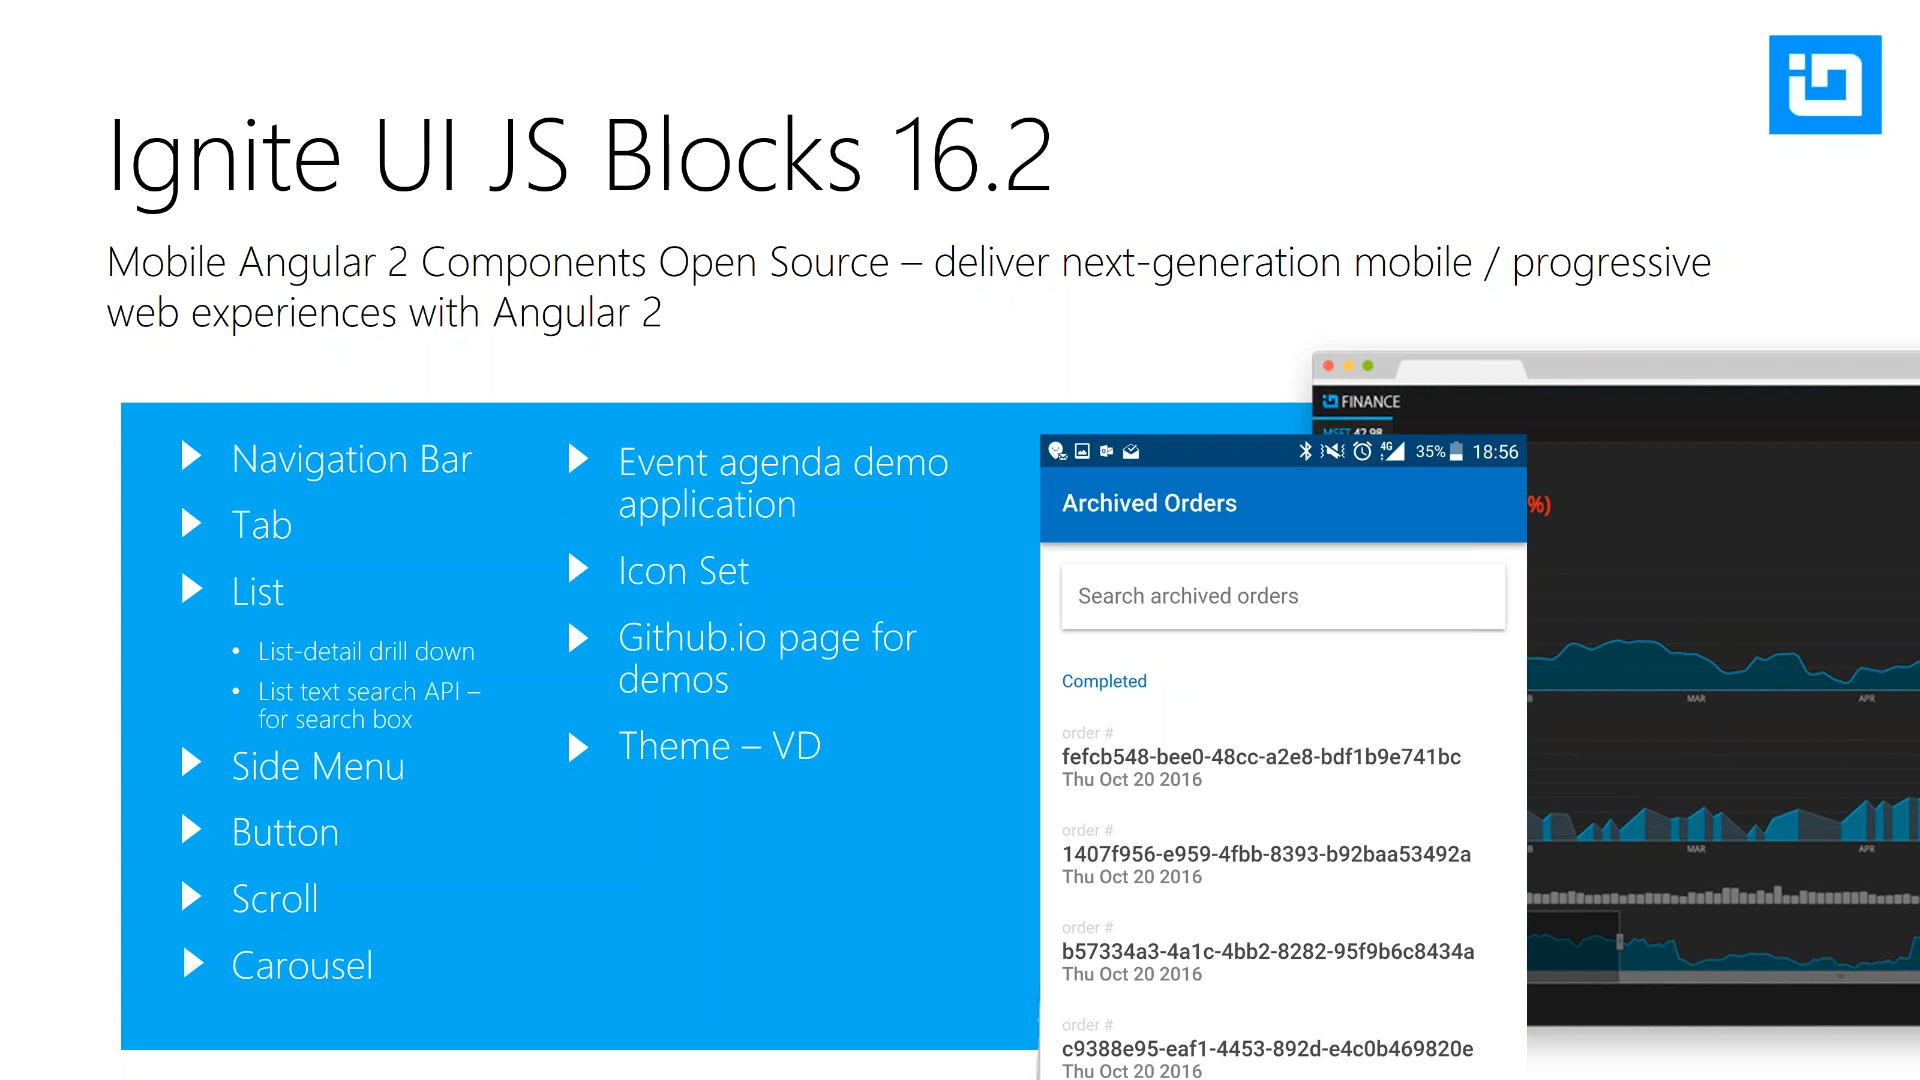 Ignite UI JS Blocks 16.2
Mobile Angular 2 Components Open Source – deliver next-generation mobile / progressive
web experiences with Angular 2
Navigation Bar
Tab
List
• List-detail drill down
• List text search API –
for search box
Side Menu
Button
Scroll
Carousel
Event agenda demo
application
Icon Set
Github.io page for
demos
Theme – VD
FINANCE
MSFT 42.98
4G 35% 18:56
Archived Orders
Search archived orders
Completed
order #
fefcb548-bee0-48cc-a2e8-bdf1b9e741bc
Thu Oct 20 2016
order #
1407f956-e959-4fbb-8393-b92baa53492a
Thu Oct 20 2016
order #
b57334a3-4a1c-4bb2-8282-95f9b6c8434a
Thu Oct 20 2016
order #
c9388e95-eaf1-4453-892d-e4c0b469820e
Thu Oct 20 2016
%)
MAR APR
MAR APR